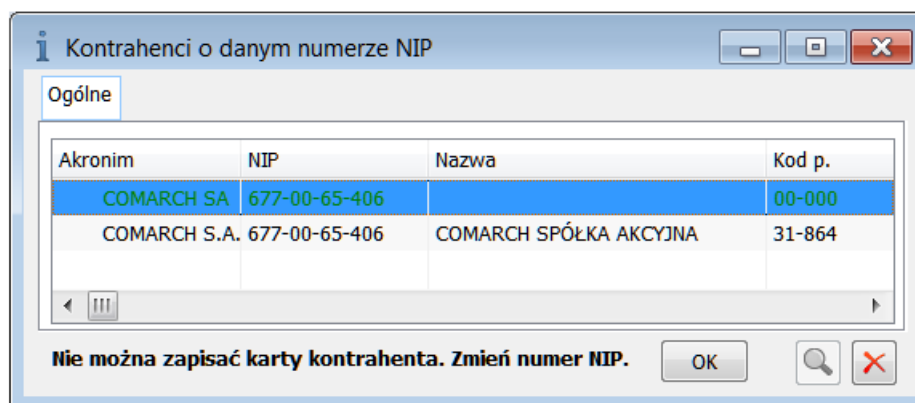 Kontrahenci o danym numerze NIP
Ogólne
Akronim NIP Nazwa Kod p.
COMARCH SA 677-00-65-406 00-000
COMARCH S.A. 677-00-65-406 COMARCH SPÓŁKA AKCYJNA 31-864
Nie można zapisać karty kontrahenta. Zmień numer NIP. OK